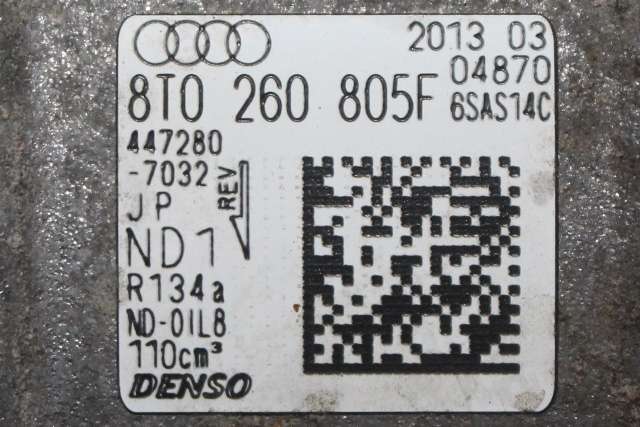 2013 03
04870
8T0 260 805F 6SAS14C
447280
-7032
REV
JP
ND1
R134a
ND-OIL8
110cm³
DENSO